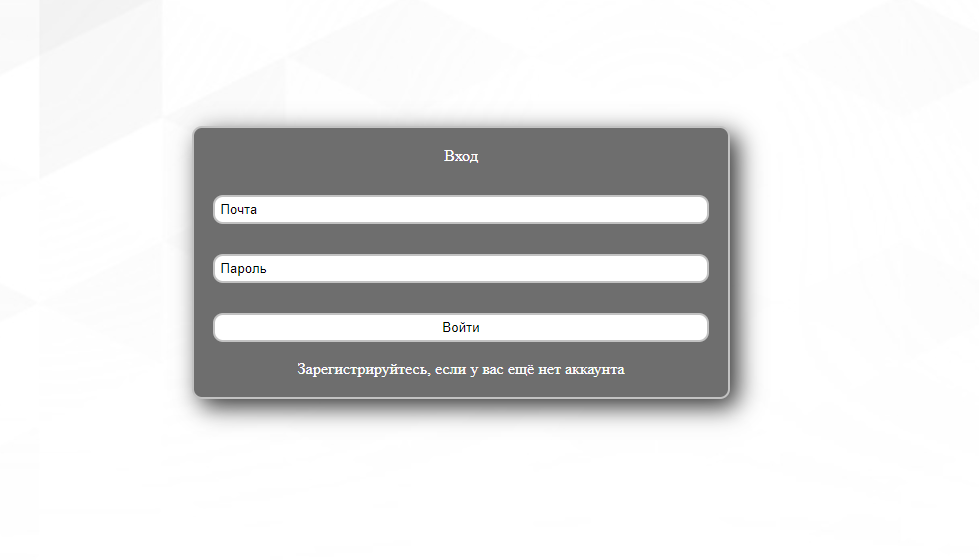 Вход
Почта
Пароль
Войти
Зарегистрируйтесь, если у вас ещё нет аккаунта